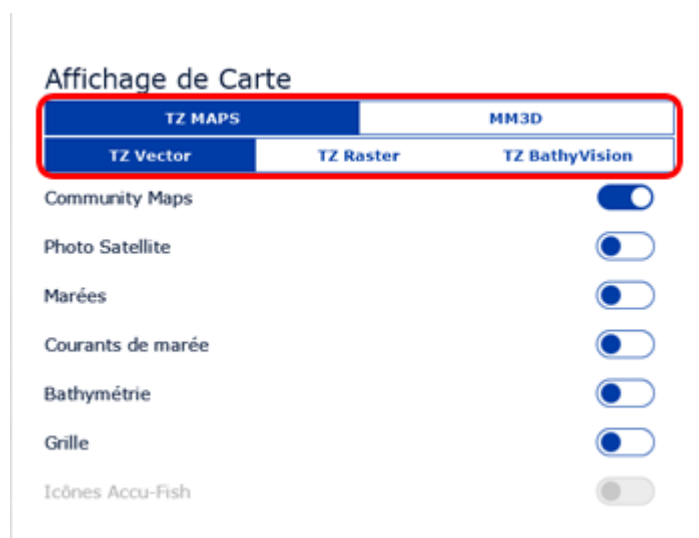 Affichage de Carte
TZ MAPS MM3D
TZ Vector TZ Raster TZ BathyVision
Community Maps
Photo Satellite
Marées
Courants de marée
Bathymétrie
Grille
Icônes Accu-Fish